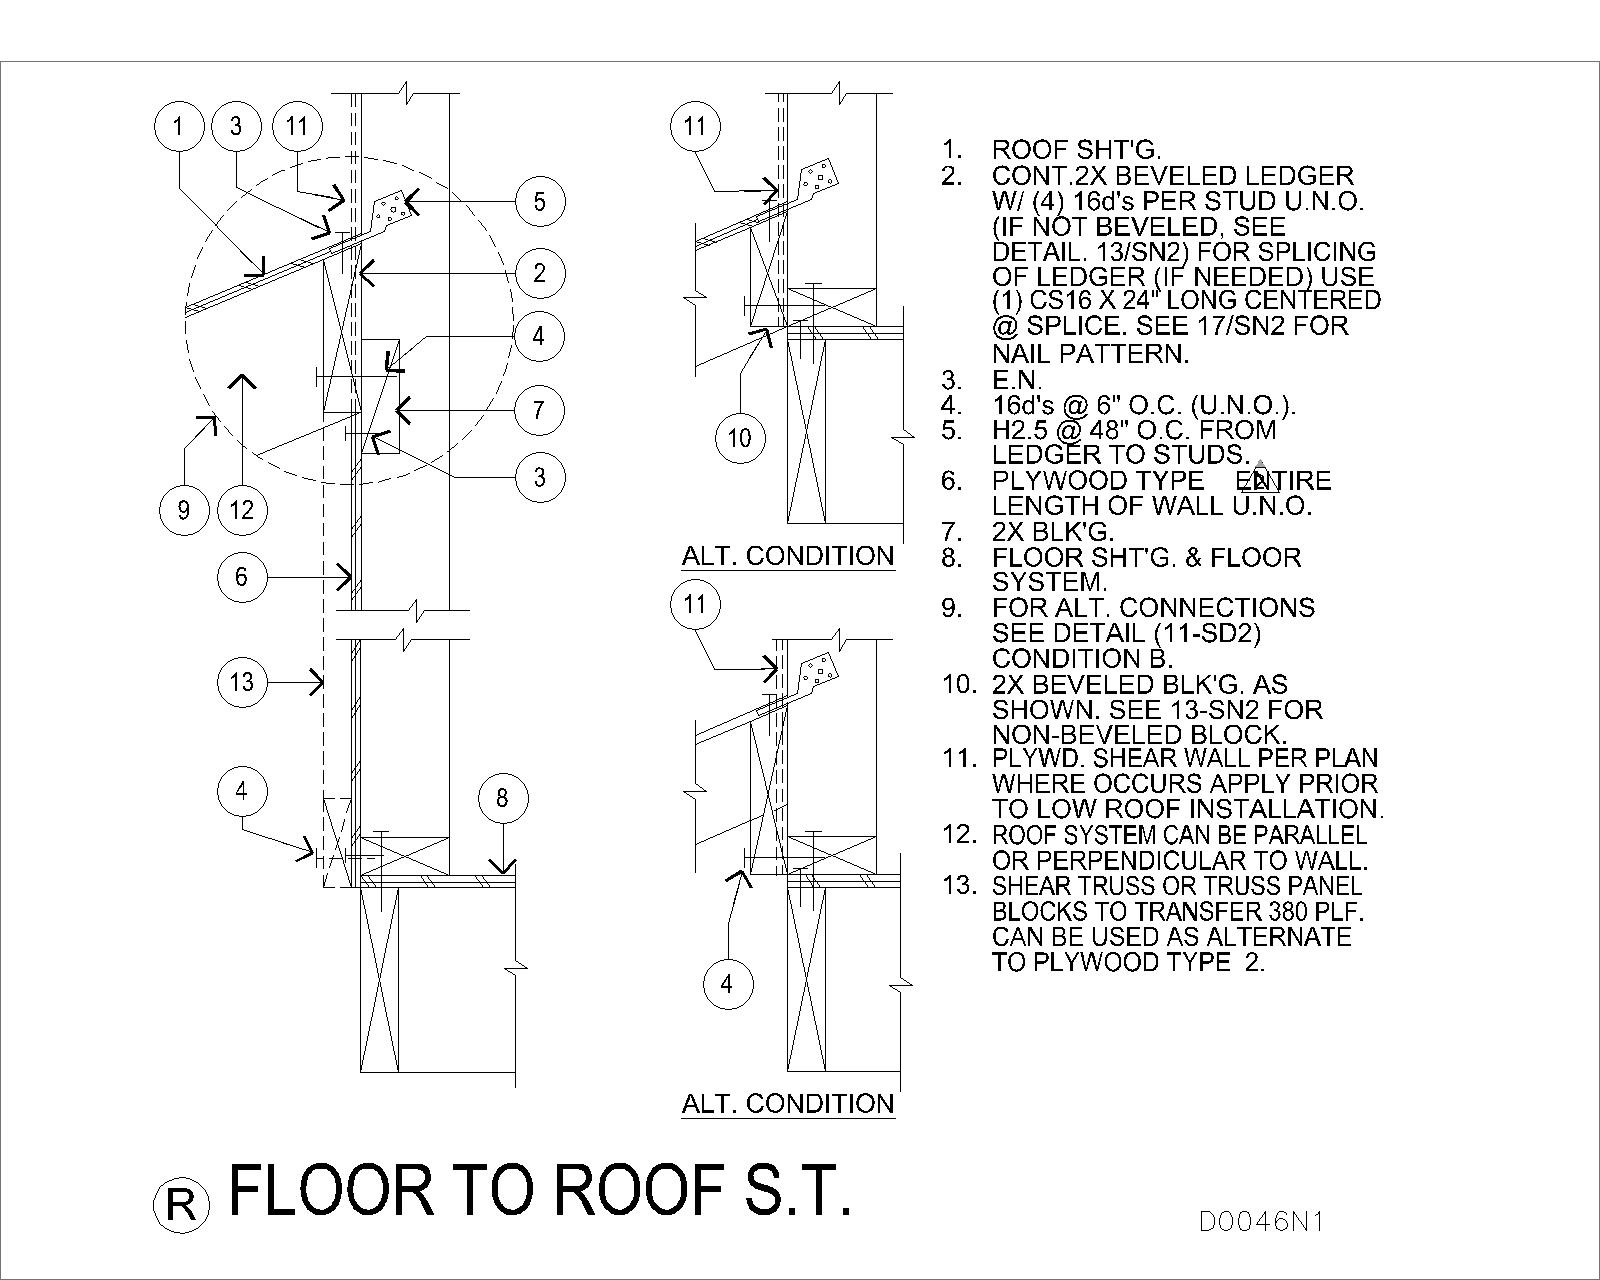 1
3
11
5
2
4
7
3
9
12
6
13
4
8
11
10
ALT. CONDITION
11
4
ALT. CONDITION
1. ROOF SHT'G.
2. CONT.2X BEVELED LEDGER
W/ (4) 16d's PER STUD U.N.O.
(IF NOT BEVELED, SEE
DETAIL. 13/SN2) FOR SPLICING
OF LEDGER (IF NEEDED) USE
(1) CS16 X 24" LONG CENTERED
@ SPLICE. SEE 17/SN2 FOR
NAIL PATTERN.
3. E.N.
4. 16d's @ 6" O.C. (U.N.O.).
5. H2.5 @ 48" O.C. FROM
LEDGER TO STUDS.
6. PLYWOOD TYPE ENTIRE
LENGTH OF WALL U.N.O.
7. 2X BLK'G.
8. FLOOR SHT'G. & FLOOR
SYSTEM.
9. FOR ALT. CONNECTIONS
SEE DETAIL (11-SD2)
CONDITION B.
10. 2X BEVELED BLK'G. AS
SHOWN. SEE 13-SN2 FOR
NON-BEVELED BLOCK.
11. PLYWD. SHEAR WALL PER PLAN
WHERE OCCURS APPLY PRIOR
TO LOW ROOF INSTALLATION.
12. ROOF SYSTEM CAN BE PARALLEL
OR PERPENDICULAR TO WALL.
13. SHEAR TRUSS OR TRUSS PANEL
BLOCKS TO TRANSFER 380 PLF.
CAN BE USED AS ALTERNATE
TO PLYWOOD TYPE 2.
R FLOOR TO ROOF S.T.
D0046N1